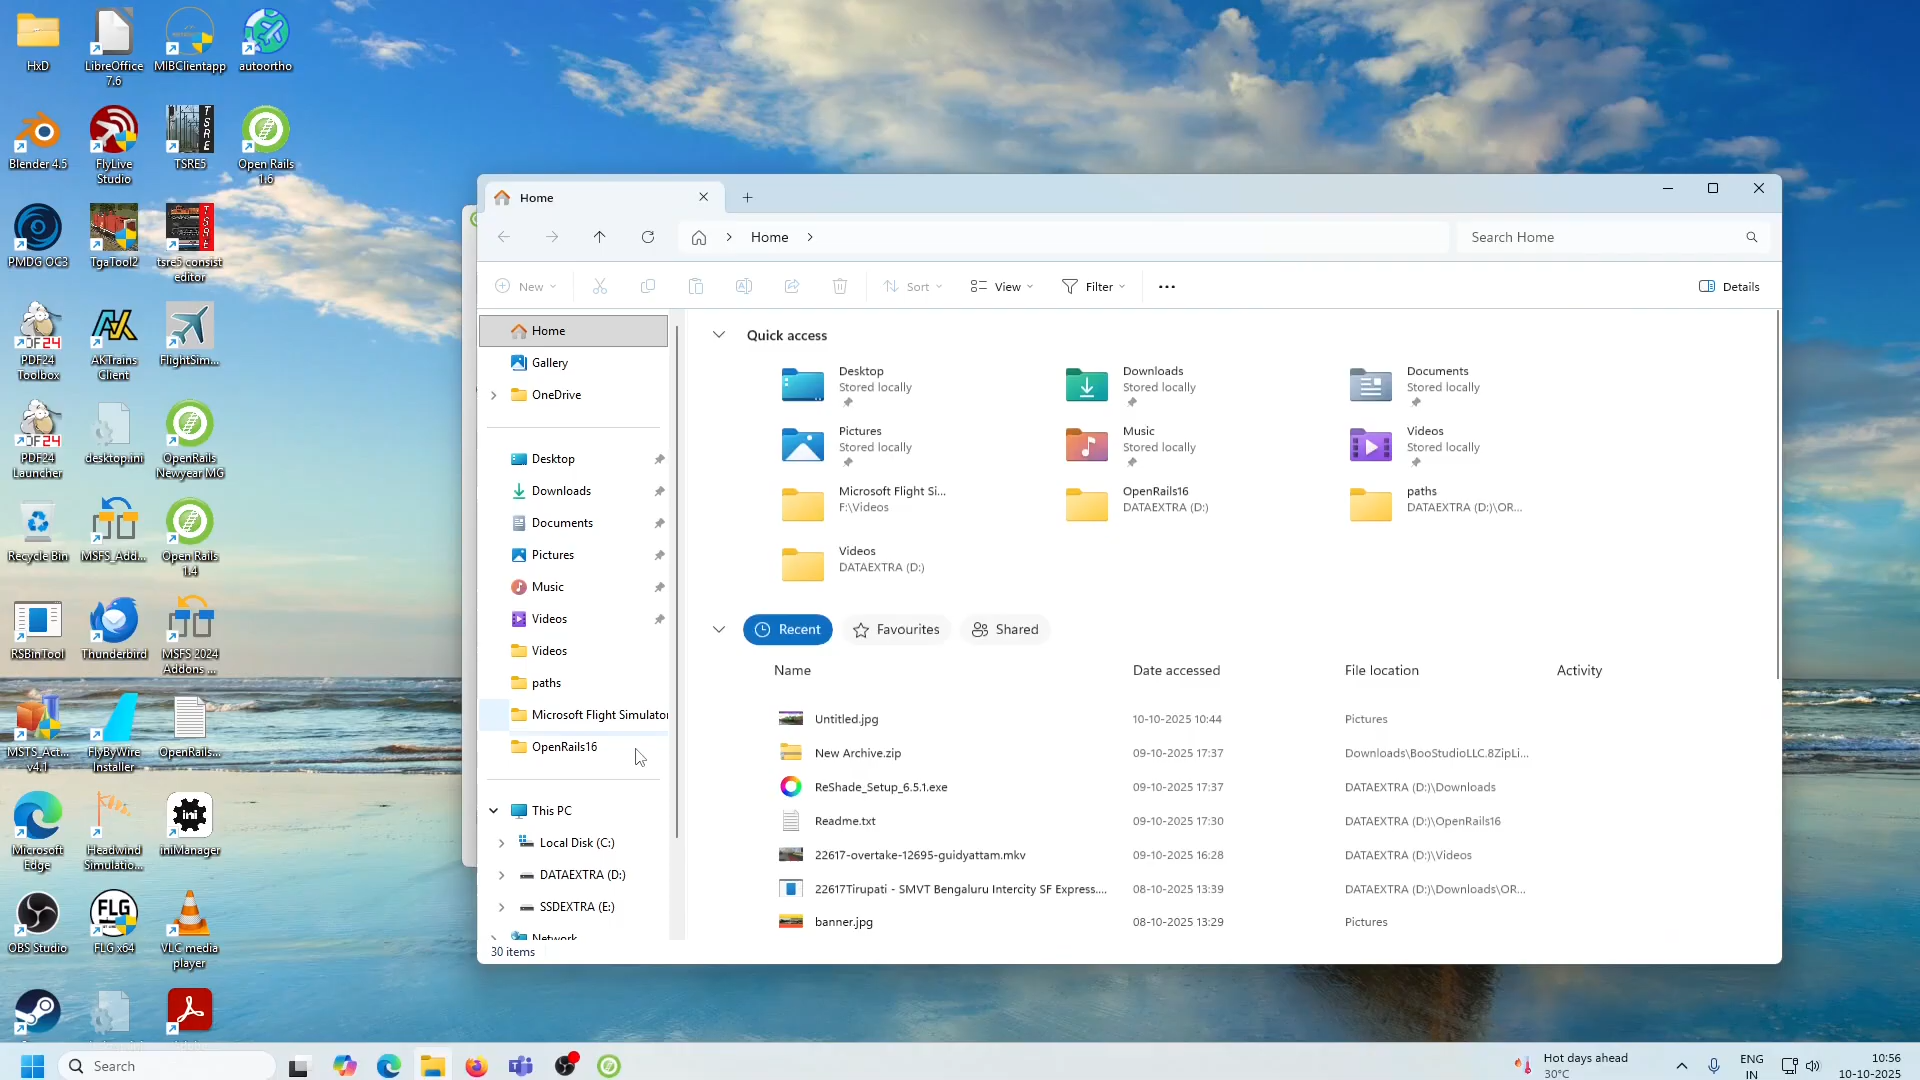 HxD
LibreOffice
7.6
MIBClientapp
autoortho
Blender 4.5
FlyLive
Studio
TSRE5
Open Rails
1.6
PMDG OC3
TgaTool2
tsre5 consist
editor
PDF24
Toolbox
AKTrains
Client
FlightSim...
PDF24
Launcher
desktop.ini
OpenRails
Newyear MG
Recycle Bin
MSFS_Add...
Open Rails
1.4
RSBinTool
Thunderbird
MSFS 2024
Addons ...
MSTS_Act...
v4.1
FlyByWire
Installer
OpenRails...
Microsoft
Edge
Headwind
Simulatio...
iniManager
OBS Studio
FLG x64
VLC media
player
Home
Home
Search Home
New
Sort
View
Filter
Details
Home
Gallery
OneDrive
Desktop
Downloads
Documents
Pictures
Music
Videos
Videos
paths
Microsoft Flight Simulator
OpenRails16
This PC
Local Disk (C:)
DATAEXTRA (D:)
SSDEXTRA (E:)
Network
30 items
Quick access
Desktop
Stored locally
Downloads
Stored locally
Documents
Stored locally
Pictures
Stored locally
Music
Stored locally
Videos
Stored locally
Microsoft Flight Si...
F:\Videos
OpenRails16
DATAEXTRA (D:)
paths
DATAEXTRA (D:)\OR...
Videos
DATAEXTRA (D:)
Recent
Favourites
Shared
Name Date accessed File location Activity
Untitled.jpg 10-10-2025 10:44 Pictures
New Archive.zip 09-10-2025 17:37 Downloads\BooStudioLLC.8ZipLi...
ReShade_Setup_6.5.1.exe 09-10-2025 17:37 DATAEXTRA (D:)\Downloads
Readme.txt 09-10-2025 17:30 DATAEXTRA (D:)\OpenRails16
22617-overtake-12695-guidyattam.mkv 09-10-2025 16:28 DATAEXTRA (D:)\Videos
22617Tirupati - SMVT Bengaluru Intercity SF Express.... 08-10-2025 13:39 DATAEXTRA (D:)\Downloads\OR...
banner.jpg 08-10-2025 13:29 Pictures
Search
Hot days ahead
30°C
ENG
IN
10:56
10-10-2025